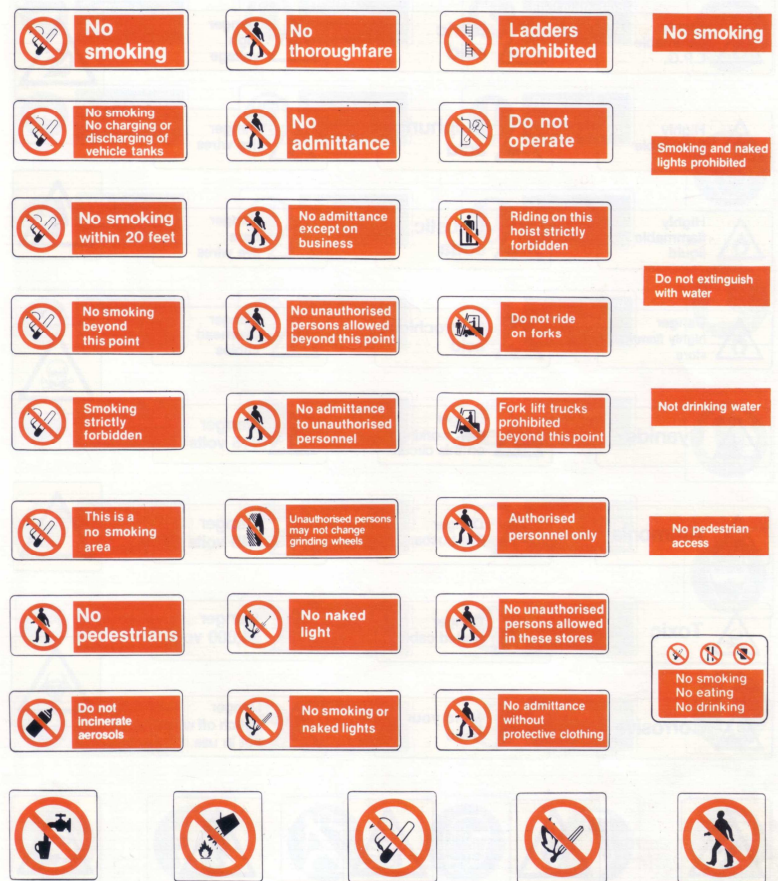 No
smoking
No
thoroughfare
Ladders
prohibited
No smoking
No smoking
No charging or
discharging of
vehicle tanks
No
admittance
Do not
operate
Smoking and naked
lights prohibited
No smoking
within 20 feet
No admittance
except on
business
Riding on this
hoist strictly
forbidden
Do not extinguish
with water
No smoking
beyond
this point
No unauthorised
persons allowed
beyond this point
Do not ride
on forks
Smoking
strictly
forbidden
No admittance
to unauthorised
personnel
Fork lift trucks
prohibited
beyond this point
Not drinking water
This is a
no smoking
area
Unauthorised persons
may not change
grinding wheels
Authorised
personnel only
No pedestrian
access
No
pedestrians
No naked
light
No unauthorised
persons allowed
in these stores
No smoking
No eating
No drinking
Do not
incinerate
aerosols
No smoking or
naked lights
No admittance
without
protective clothing